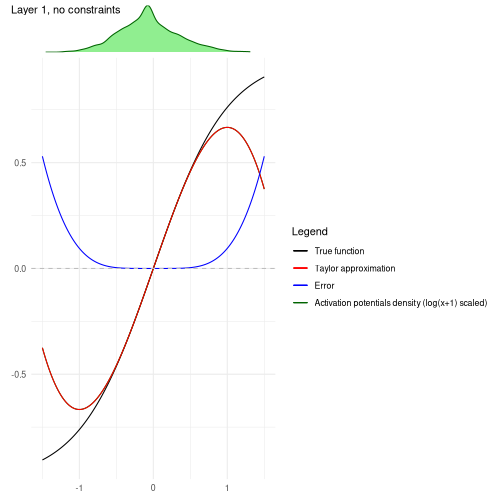 Layer 1, no constraints
0.5
0.0
-0.5
-1
0
1
Legend
True function
Taylor approximation
Error
Activation potentials density (log(x+1) scaled)